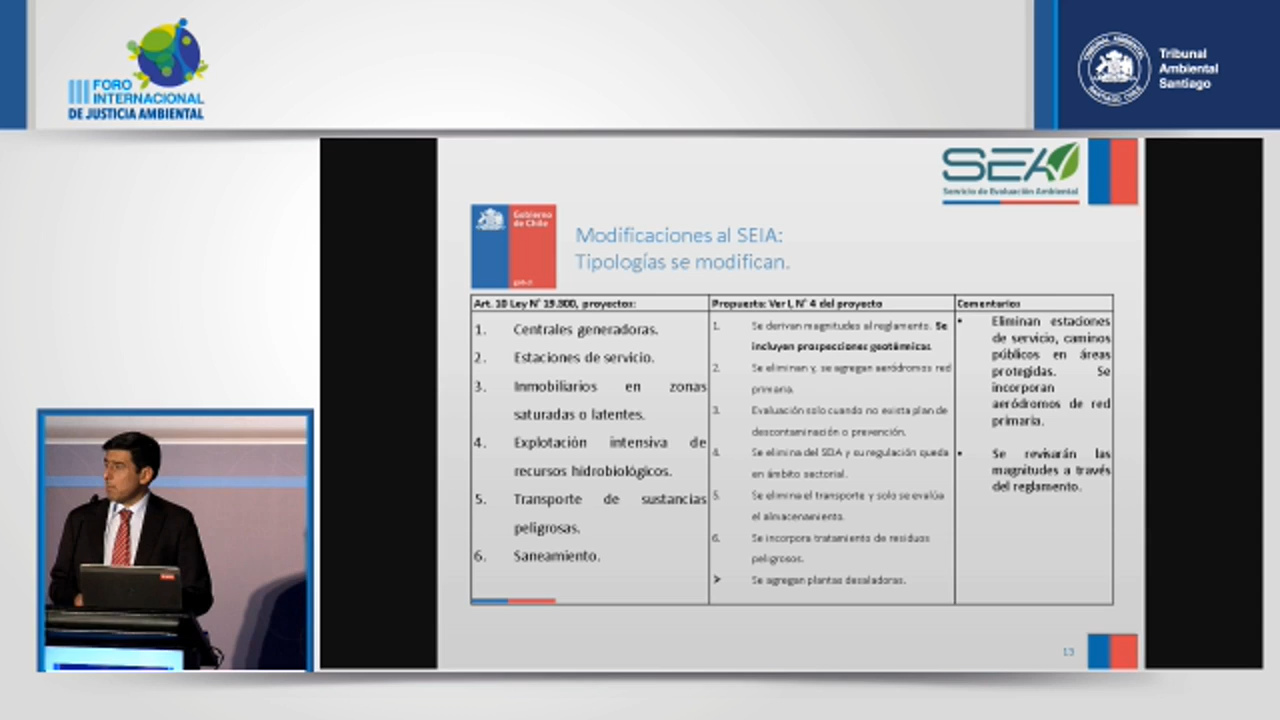 III FORO
INTERNACIONAL
DE JUSTICIA AMBIENTAL
TRIBUNAL AMBIENTAL
SANTIAGO CHILE
Tribunal
Ambiental
Santiago
SEA
Servicio de Evaluación Ambiental
Gobierno
de Chile
gob.cl
Modificaciones al SEIA:
Tipologías se modifican.
Art. 10 Ley N° 19.300, proyectos:
1. Centrales generadoras.
2. Estaciones de servicio.
3. Inmobiliarios en zonas
saturadas o latentes.
4. Explotación intensiva de
recursos hidrobiológicos.
5. Transporte de sustancias
peligrosas.
6. Saneamiento.
Propuesta: Ver I, N° 4 del proyecto
1. Se derivan magnitudes al reglamento. Se
incluyen prospecciones geotérmicas.
2. Se eliminan y, se agregan aeródromos red
primaria.
3. Evaluación solo cuando no exista plan de
descontaminación o prevención.
4. Se elimina del SEIA y su regulación queda
en ámbito sectorial.
5. Se elimina el transporte y solo se evalúa
el almacenamiento.
6. Se incorpora tratamiento de residuos
peligrosos.
➢ Se agregan plantas desaladoras.
Comentarios
• Eliminan estaciones
de servicio, caminos
públicos en áreas
protegidas. Se
incorporan
aeródromos de red
primaria.
• Se revisarán las
magnitudes a través
del reglamento.
13